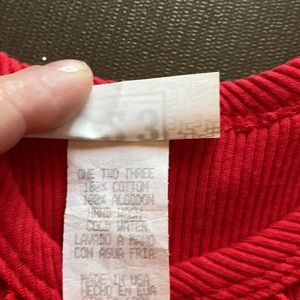 S 3
ONE TWO THREE
100% COTTON
100% ALGODON
HAND WASH
COLD WATER
LAVADO A MANO
CON AGUA FRIA
MADE IN USA
HECHO EN EUA